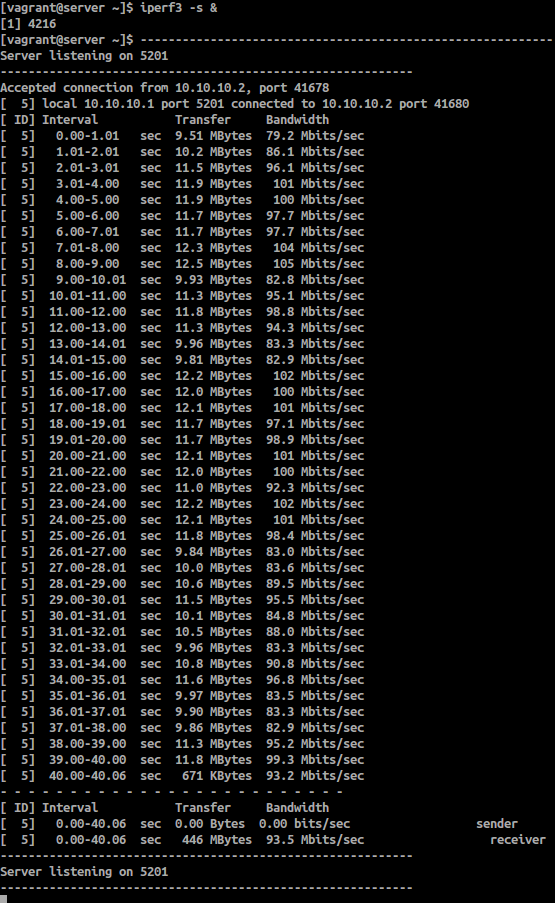 [vagrant@server ~]$ iperf3 -s &
[1] 4216
[vagrant@server ~]$ -----------------------------------------------------------
Server listening on 5201
-----------------------------------------------------------
Accepted connection from 10.10.10.2, port 41678
[  5] local 10.10.10.1 port 5201 connected to 10.10.10.2 port 41680
[ ID] Interval           Transfer     Bandwidth
[  5]   0.00-1.01   sec  9.51 MBytes  79.2 Mbits/sec
[  5]   1.01-2.01   sec  10.2 MBytes  86.1 Mbits/sec
[  5]   2.01-3.01   sec  11.5 MBytes  96.1 Mbits/sec
[  5]   3.01-4.00   sec  11.9 MBytes   101 Mbits/sec
[  5]   4.00-5.00   sec  11.9 MBytes   100 Mbits/sec
[  5]   5.00-6.00   sec  11.7 MBytes  97.7 Mbits/sec
[  5]   6.00-7.01   sec  11.7 MBytes  97.7 Mbits/sec
[  5]   7.01-8.00   sec  12.3 MBytes   104 Mbits/sec
[  5]   8.00-9.00   sec  12.5 MBytes   105 Mbits/sec
[  5]   9.00-10.01  sec  9.93 MBytes  82.8 Mbits/sec
[  5]  10.01-11.00  sec  11.3 MBytes  95.1 Mbits/sec
[  5]  11.00-12.00  sec  11.8 MBytes  98.8 Mbits/sec
[  5]  12.00-13.00  sec  11.3 MBytes  94.3 Mbits/sec
[  5]  13.00-14.01  sec  9.96 MBytes  83.3 Mbits/sec
[  5]  14.01-15.00  sec  9.81 MBytes  82.9 Mbits/sec
[  5]  15.00-16.00  sec  12.2 MBytes   102 Mbits/sec
[  5]  16.00-17.00  sec  12.0 MBytes   100 Mbits/sec
[  5]  17.00-18.00  sec  12.1 MBytes   101 Mbits/sec
[  5]  18.00-19.01  sec  11.7 MBytes  97.1 Mbits/sec
[  5]  19.01-20.00  sec  11.7 MBytes  98.9 Mbits/sec
[  5]  20.00-21.00  sec  12.1 MBytes   101 Mbits/sec
[  5]  21.00-22.00  sec  12.0 MBytes   100 Mbits/sec
[  5]  22.00-23.00  sec  11.0 MBytes  92.3 Mbits/sec
[  5]  23.00-24.00  sec  12.2 MBytes   102 Mbits/sec
[  5]  24.00-25.00  sec  12.1 MBytes   101 Mbits/sec
[  5]  25.00-26.01  sec  11.8 MBytes  98.4 Mbits/sec
[  5]  26.01-27.00  sec  9.84 MBytes  83.0 Mbits/sec
[  5]  27.00-28.01  sec  10.0 MBytes  83.6 Mbits/sec
[  5]  28.01-29.00  sec  10.6 MBytes  89.5 Mbits/sec
[  5]  29.00-30.01  sec  11.5 MBytes  95.5 Mbits/sec
[  5]  30.01-31.01  sec  10.1 MBytes  84.8 Mbits/sec
[  5]  31.01-32.01  sec  10.5 MBytes  88.0 Mbits/sec
[  5]  32.01-33.01  sec  9.96 MBytes  83.3 Mbits/sec
[  5]  33.01-34.00  sec  10.8 MBytes  90.8 Mbits/sec
[  5]  34.00-35.01  sec  11.6 MBytes  96.8 Mbits/sec
[  5]  35.01-36.01  sec  9.97 MBytes  83.5 Mbits/sec
[  5]  36.01-37.01  sec  9.90 MBytes  83.3 Mbits/sec
[  5]  37.01-38.00  sec  9.86 MBytes  82.9 Mbits/sec
[  5]  38.00-39.00  sec  11.3 MBytes  95.2 Mbits/sec
[  5]  39.00-40.00  sec  11.8 MBytes  99.3 Mbits/sec
[  5]  40.00-40.06  sec   671 KBytes  93.2 Mbits/sec
- - - - - - - - - - - - - - - - - - - - - - - - -
[ ID] Interval           Transfer     Bandwidth
[  5]   0.00-40.06  sec  0.00 Bytes  0.00 bits/sec                  sender
[  5]   0.00-40.06  sec   446 MBytes  93.5 Mbits/sec                  receiver
-----------------------------------------------------------
Server listening on 5201
-----------------------------------------------------------